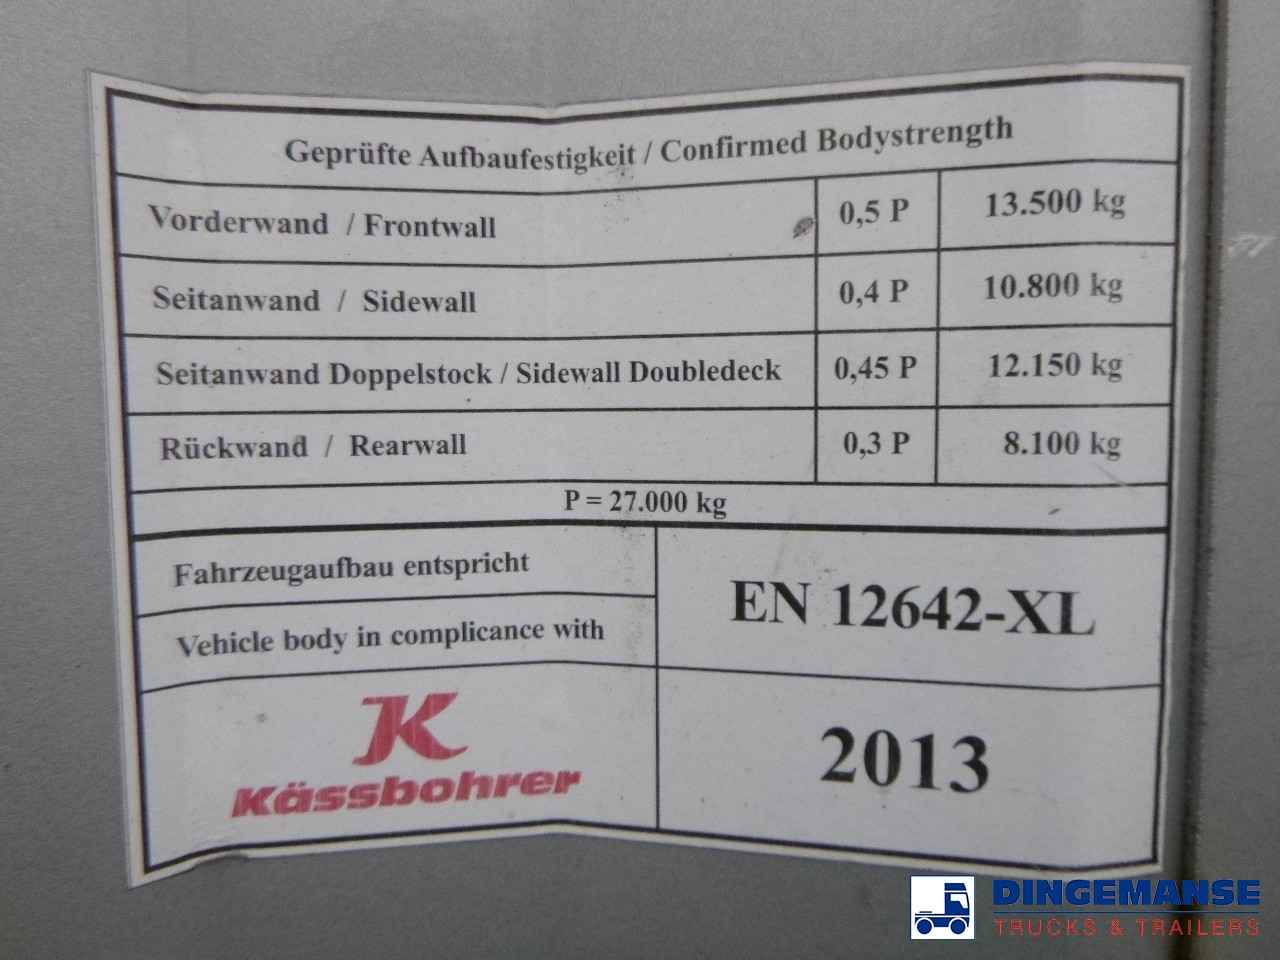 Geprüfte Aufbaufestigkeit / Confirmed Bodystrength
Vorderwand / Frontwall 0,5 P 13.500 kg
Seitanwand / Sidewall 0,4 P 10.800 kg
Seitanwand Doppelstock / Sidewall Doubledeck 0,45 P 12.150 kg
Rückwand / Rearwall 0,3 P 8.100 kg
P = 27.000 kg
Fahrzeugaufbau entspricht
Vehicle body in complicance with
EN 12642-XL
Kässbohrer
2013
DINGEMANSE
TRUCKS & TRAILERS